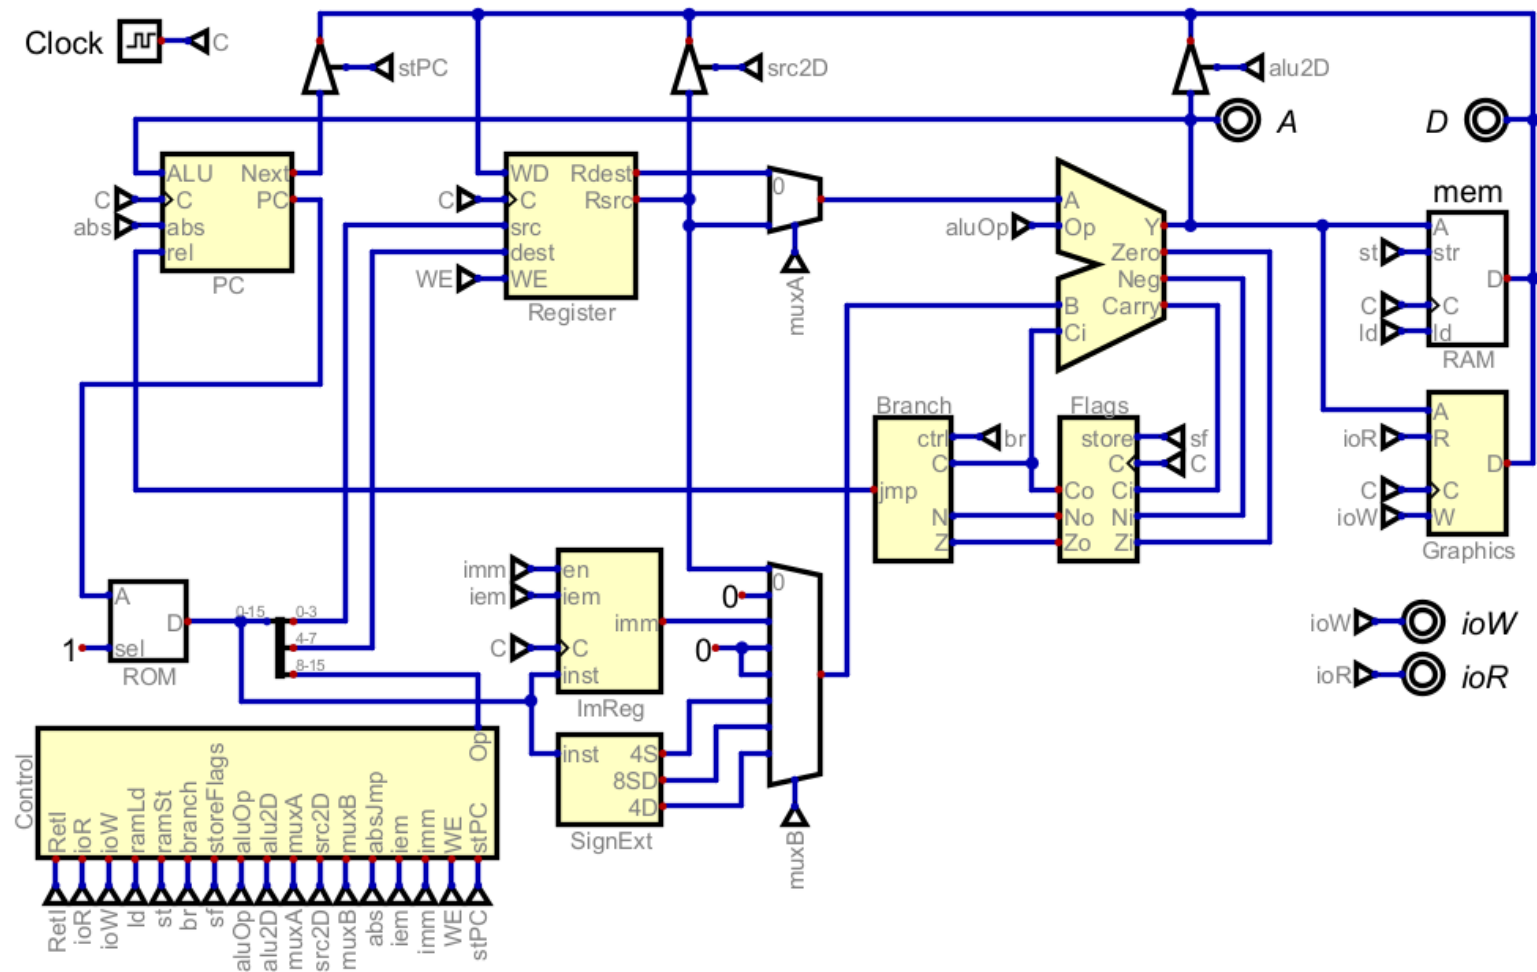 Clock
C
stPC
src2D
alu2D
A
D
ALU
Next
C
C
PC
abs
abs
rel
PC
WD
Rdest
C
C
Rsrc
src
dest
WE
WE
Register
0
muxA
A
aluOp
Op
Y
Zero
Neg
B
Carry
Ci
mem
A
st
str
D
C
C
ld
ld
RAM
Branch
ctrl
br
C
jmp
N
Z
Flags
store
sf
C
C
Co
Ci
No
Ni
Zo
Zi
A
ioR
R
D
C
C
ioW
W
Graphics
A
D
1
sel
ROM
0-15
0-3
4-7
8-15
imm
en
iem
iem
imm
C
C
inst
ImReg
0
0
0
inst
4S
8SD
4D
SignExt
muxB
ioW
ioW
ioR
ioR
Control
Op
RetI
ioR
ioW
ramLd
ramSt
branch
storeFlags
aluOp
alu2D
muxA
src2D
muxB
absJmp
iem
imm
WE
stPC
RetI
ioR
ioW
ld
st
br
sf
aluOp
alu2D
muxA
src2D
muxB
abs
iem
imm
WE
stPC